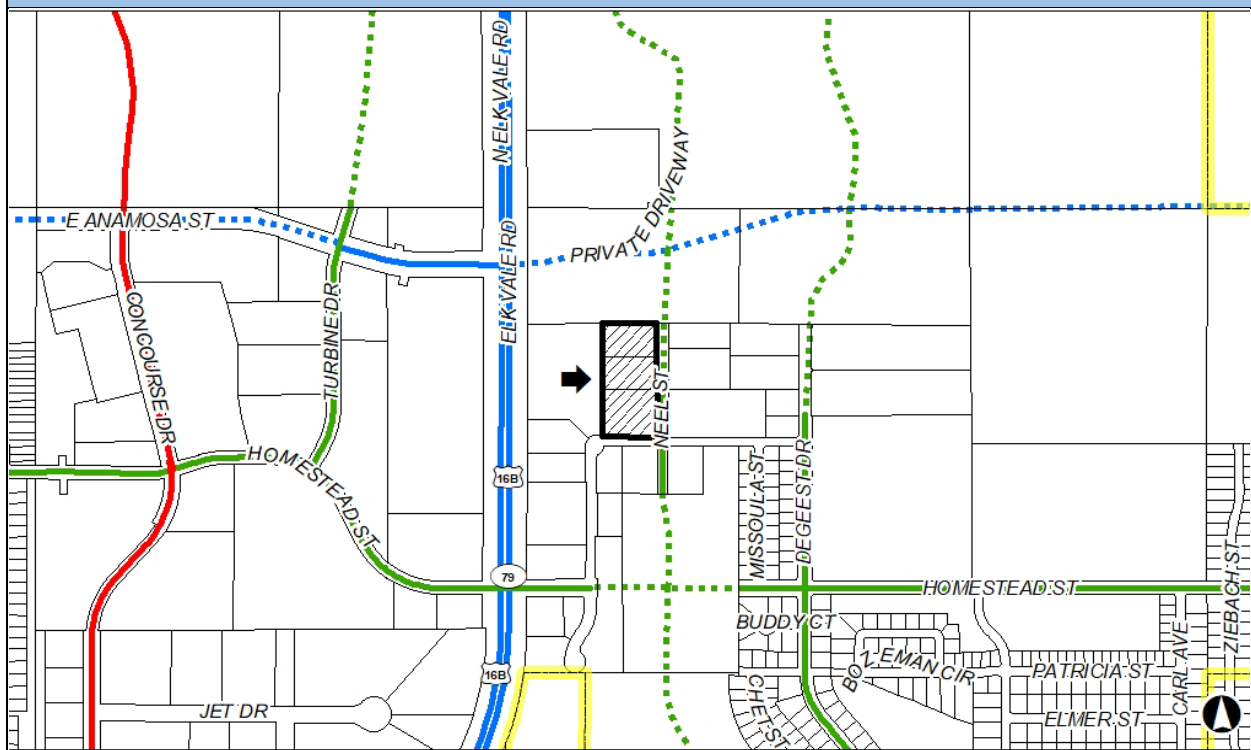 N ELK VALE RD
E ANAMOSA ST
PRIVATE DRIVEWAY
ELK VALE RD
CONCOURSE DR
TURBINE DR
NEEL ST
HOMESTEAD ST
16B
MISSOULA ST
DEGEEST DR
79
HOMESTEAD ST
ZIEBACH ST
BUDDY CT
BOZEMAN CIR
PATRICIA ST
CARL AVE
16B
CHET ST
JET DR
ELMER ST